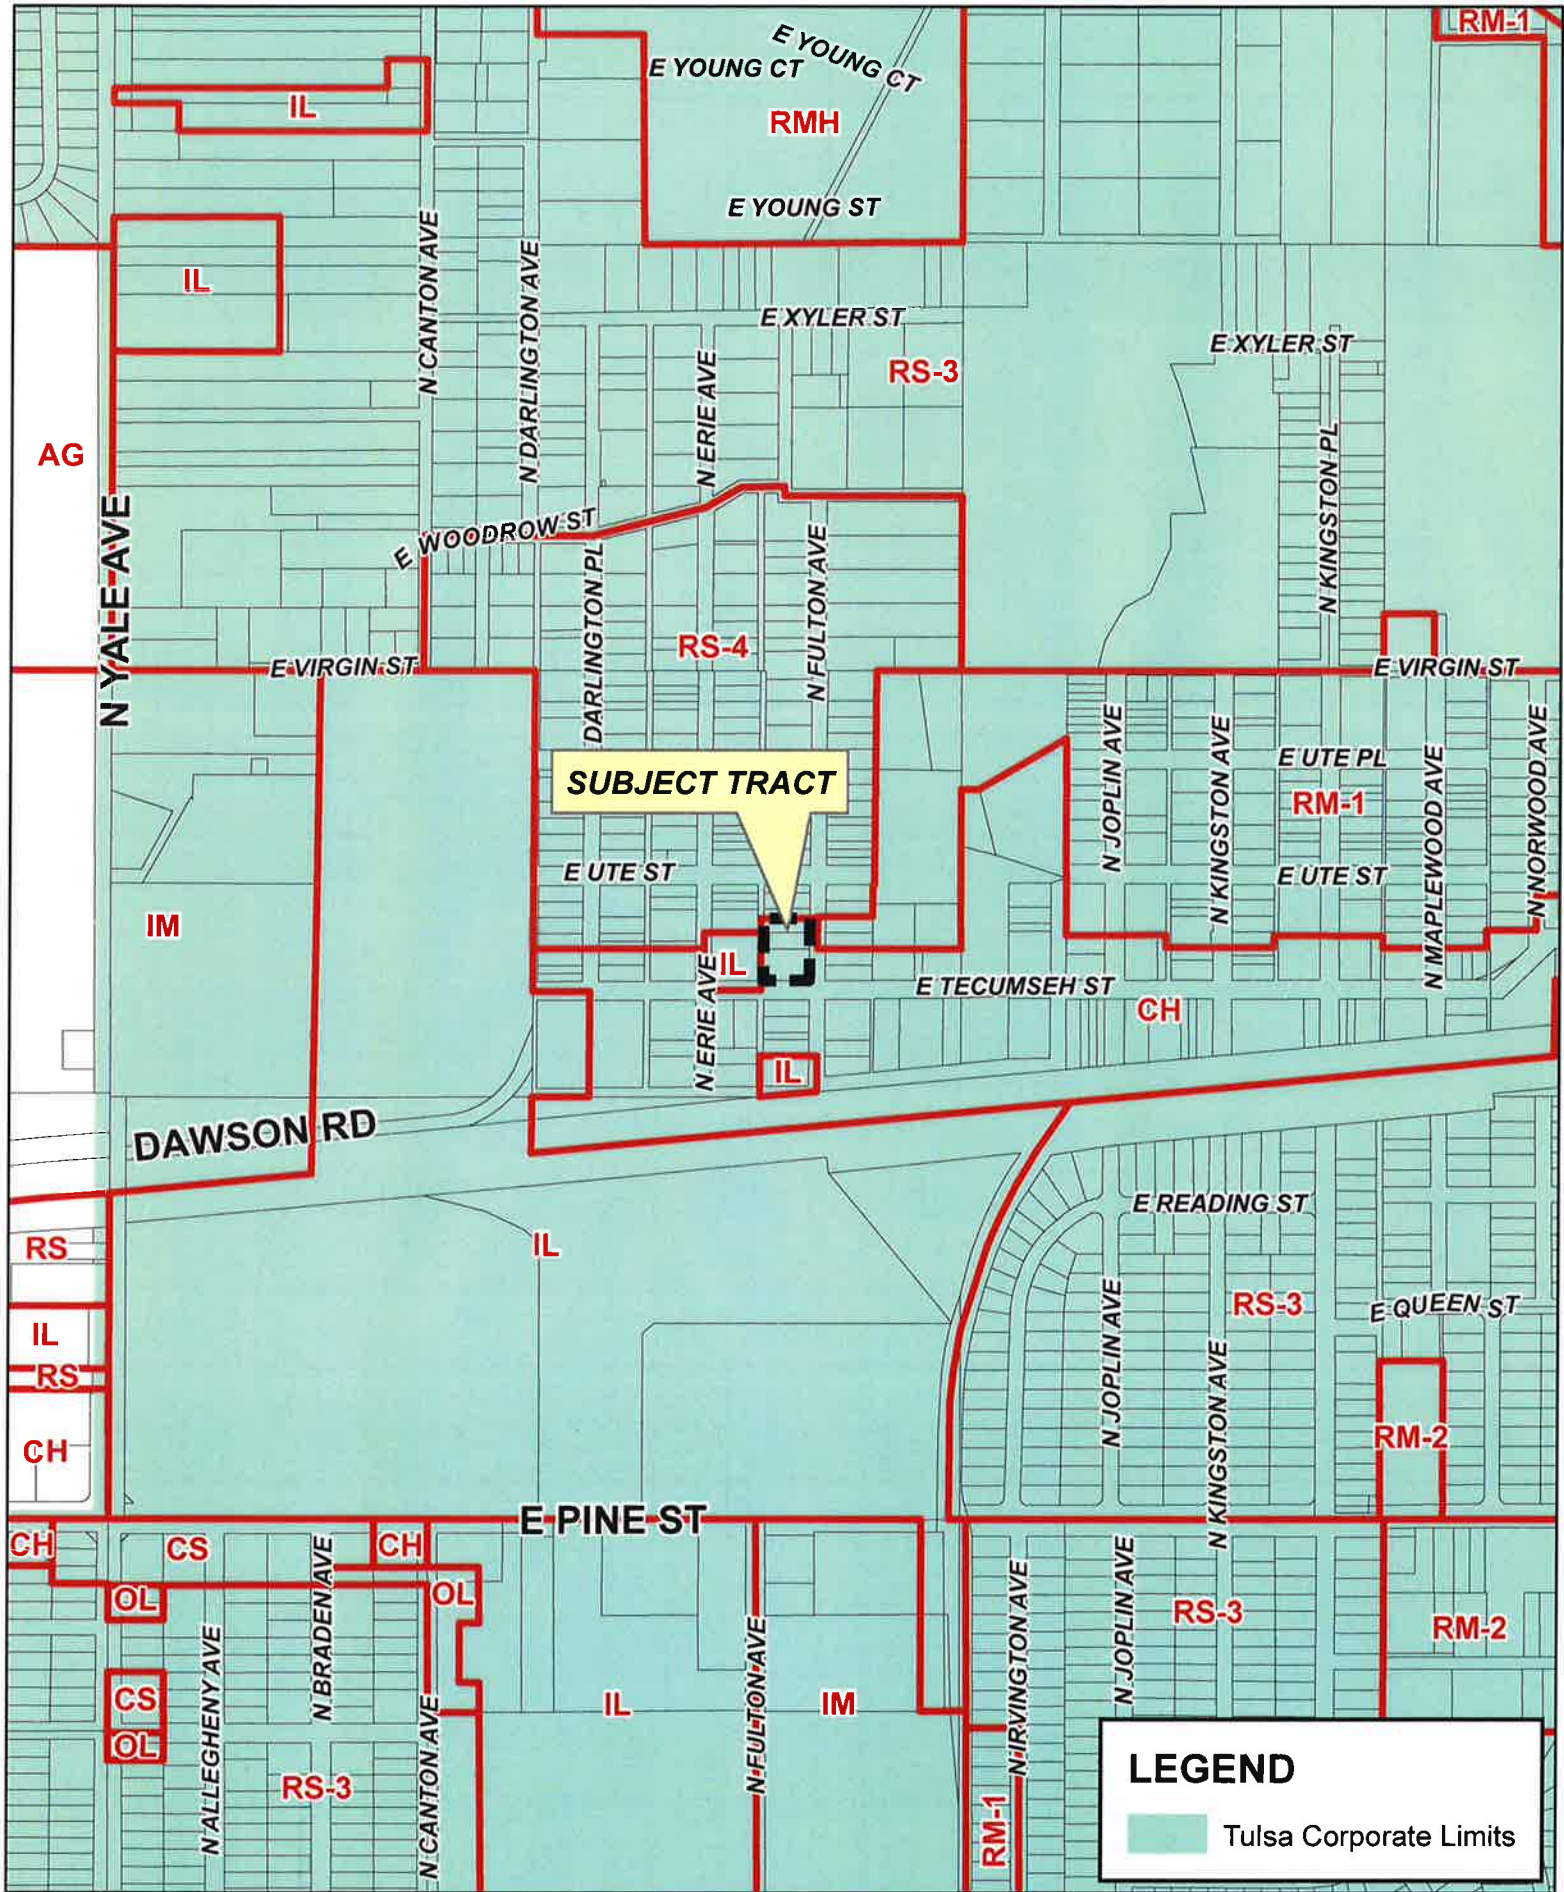 RM-1
E YOUNG CT
E YOUNG CT
IL
RMH
E YOUNG ST
N CANTON AVE
N DARLINGTON AVE
IL
E XYLER ST
E XYLER ST
RS-3
N ERIE AVE
AG
N KINGSTON PL
N YALE AVE
E WOODROW ST
DARLINGTON PL
N FULTON AVE
RS-4
E VIRGIN ST
E VIRGIN ST
N JOPLIN AVE
N KINGSTON AVE
E UTE PL
N MAPLEWOOD AVE
N NORWOOD AVE
SUBJECT TRACT
RM-1
E UTE ST
E UTE ST
IM
IL
N ERIE AVE
E TECUMSEH ST
CH
IL
DAWSON RD
E READING ST
RS
IL
RS-3
E QUEEN ST
N JOPLIN AVE
N KINGSTON AVE
IL
RS
CH
RM-2
E PINE ST
CH
CS
CH
N BRADEN AVE
OL
OL
N ALLEGHENY AVE
N CANTON AVE
N FULTON AVE
N IRVINGTON AVE
N JOPLIN AVE
RS-3
RM-2
CS
IL
IM
OL
RS-3
RM-1
LEGEND
Tulsa Corporate Limits